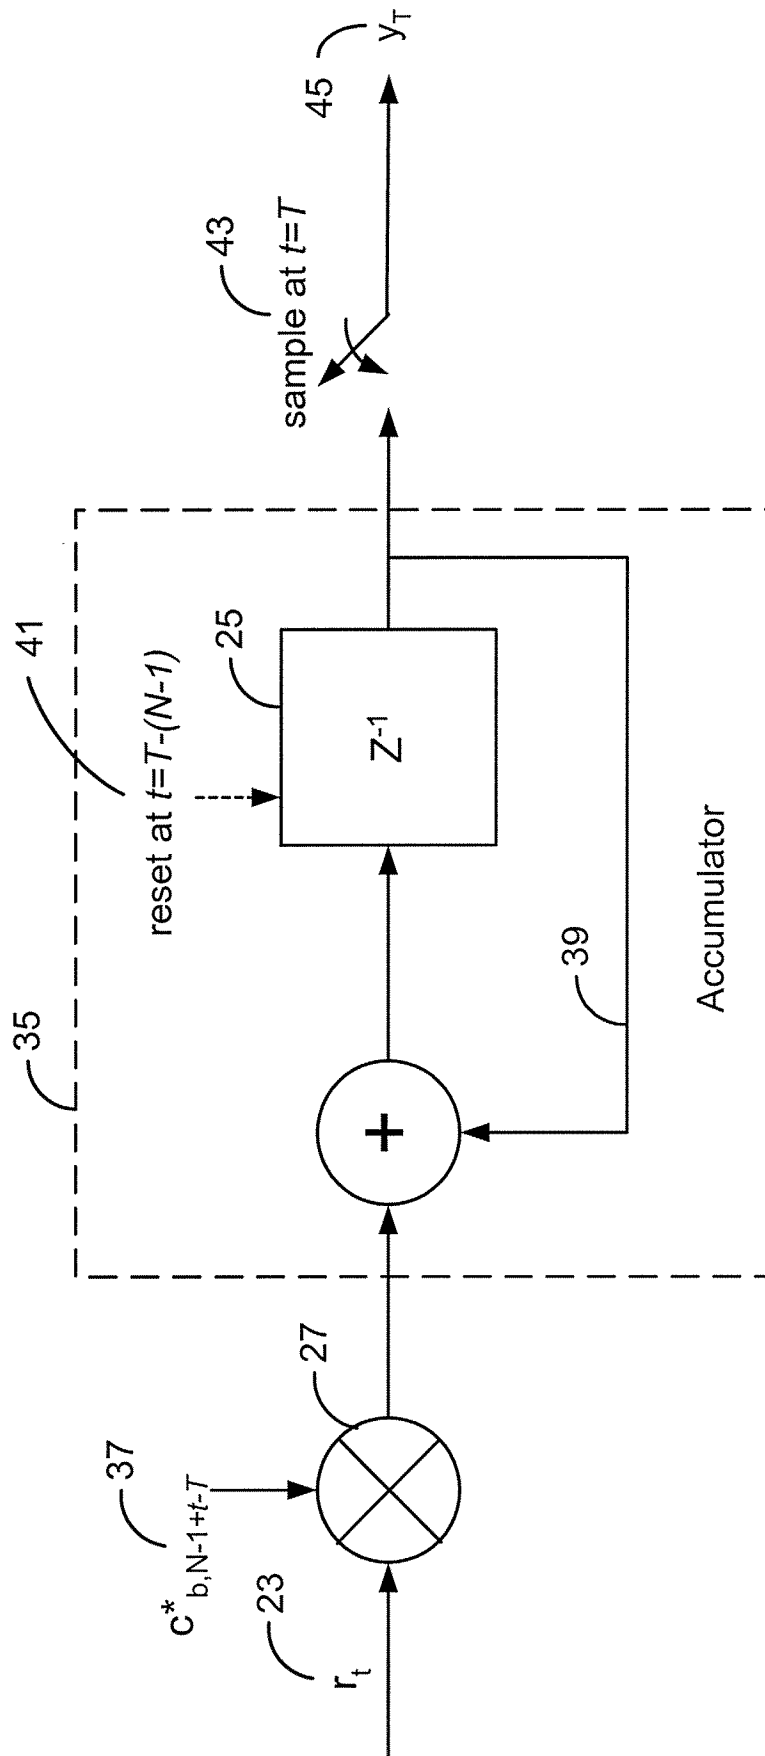 r_t
23
c*_b,N-1+t-T
37
27
35
+
reset at t=T-(N-1)
41
Z^-1
25
39
Accumulator
sample at t=T
43
45
y_T